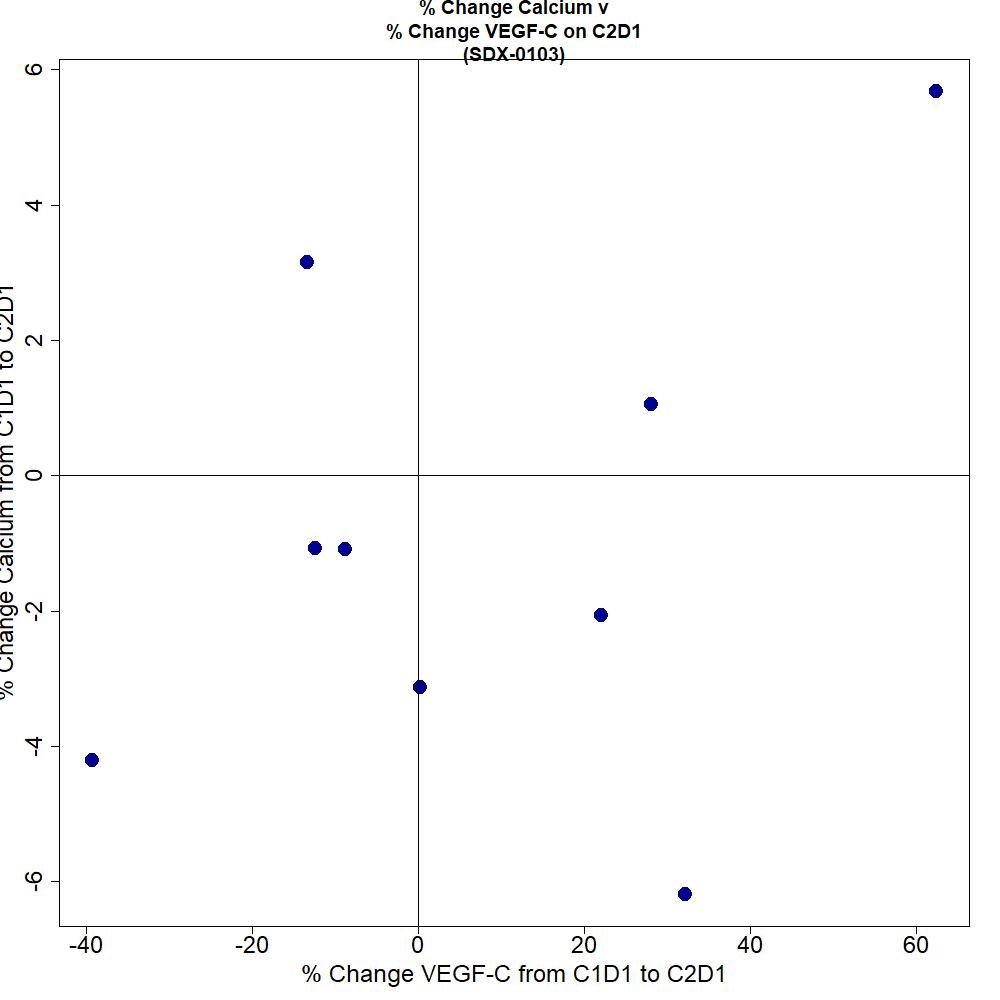 % Change Calcium v
% Change VEGF-C on C2D1
(SDX-0103)
% Change Calcium from C1D1 to C2D1
6
4
2
0
-2
-4
-6
-40 -20 0 20 40 60
% Change VEGF-C from C1D1 to C2D1